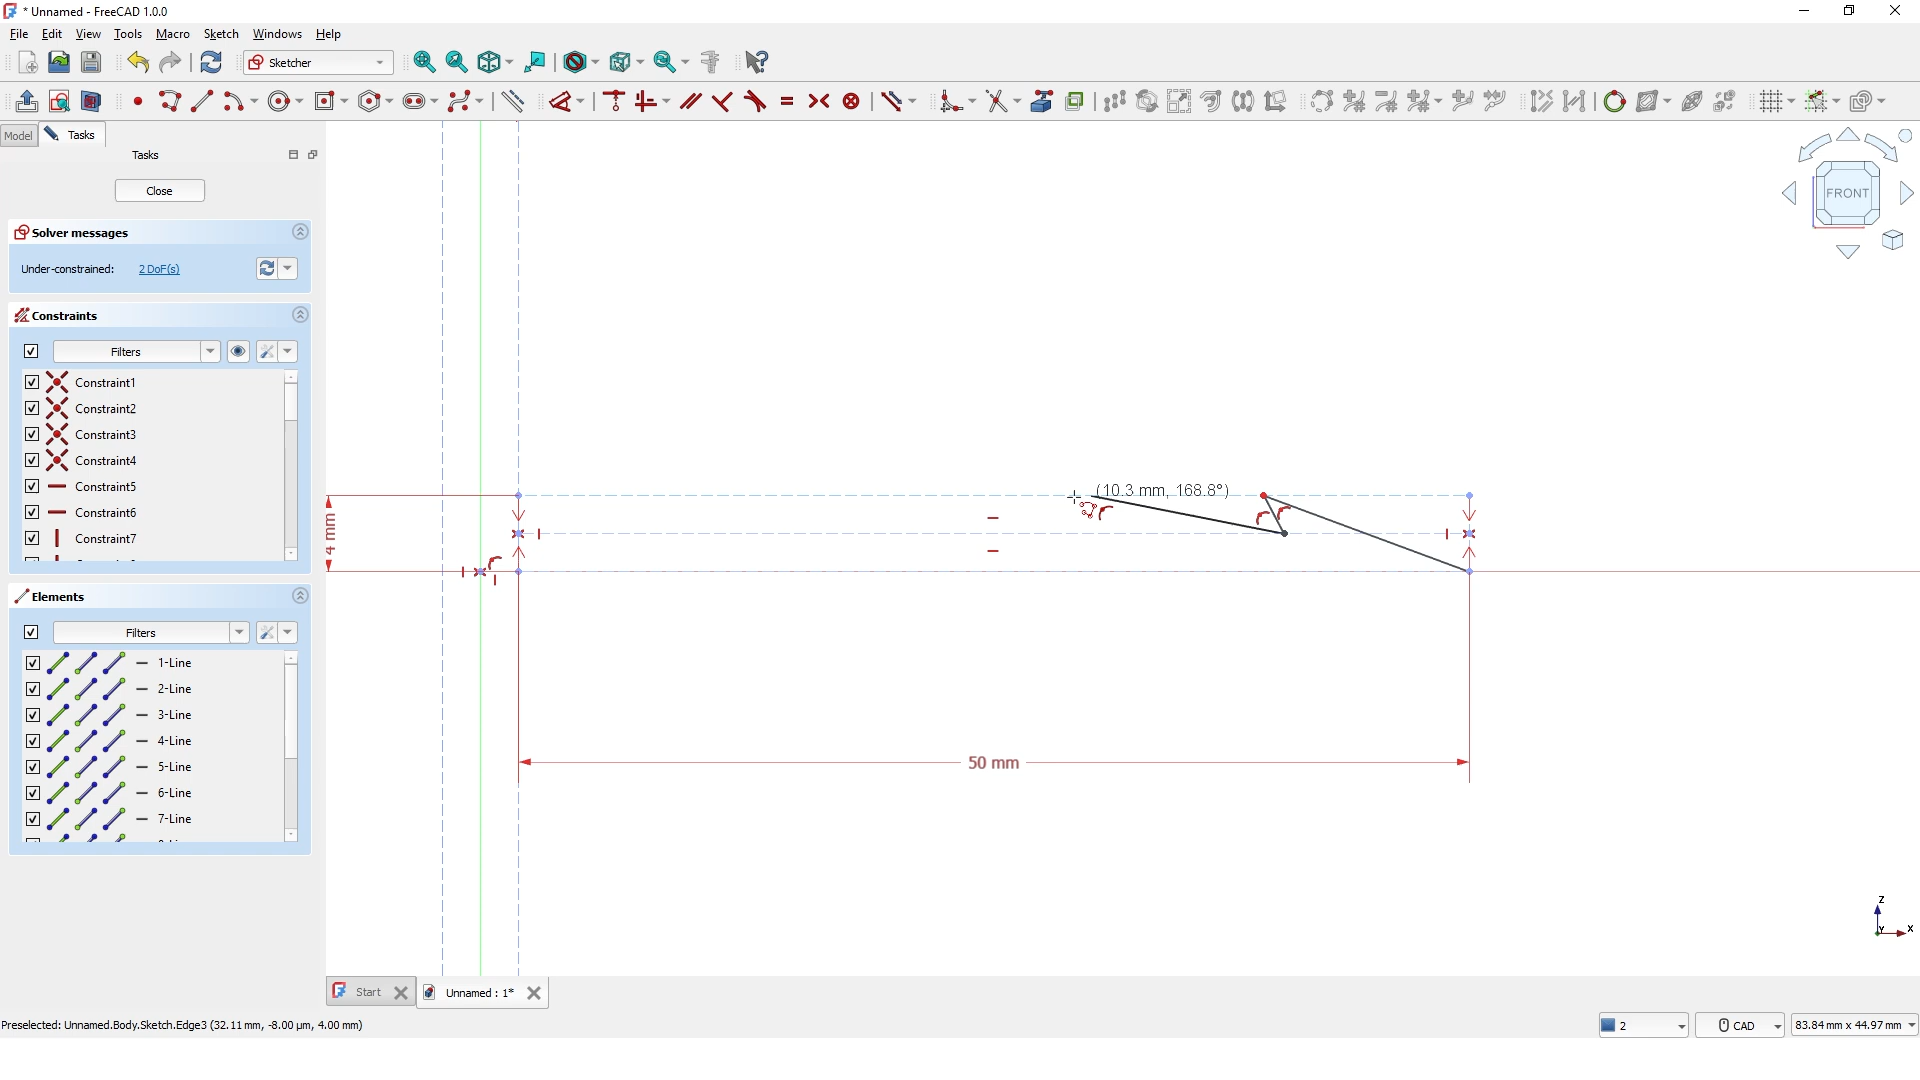 * Unnamed - FreeCAD 1.0.0
File Edit View Tools Macro Sketch Windows Help
Sketcher
Model Tasks
Tasks
Close
Solver messages
Under-constrained: 2 DoF(s)
Constraints
Filters
Constraint1
Constraint2
Constraint3
Constraint4
Constraint5
Constraint6
Constraint7
Elements
Filters
1-Line
2-Line
3-Line
4-Line
5-Line
6-Line
7-Line
FRONT
(10.3 mm, 168.8°)
4 mm
50 mm
z
Y
x
Start
Unnamed : 1*
Preselected: Unnamed.Body.Sketch.Edge3 (32.11 mm, -8.00 µm, 4.00 mm)
2
CAD
83.84 mm x 44.97 mm